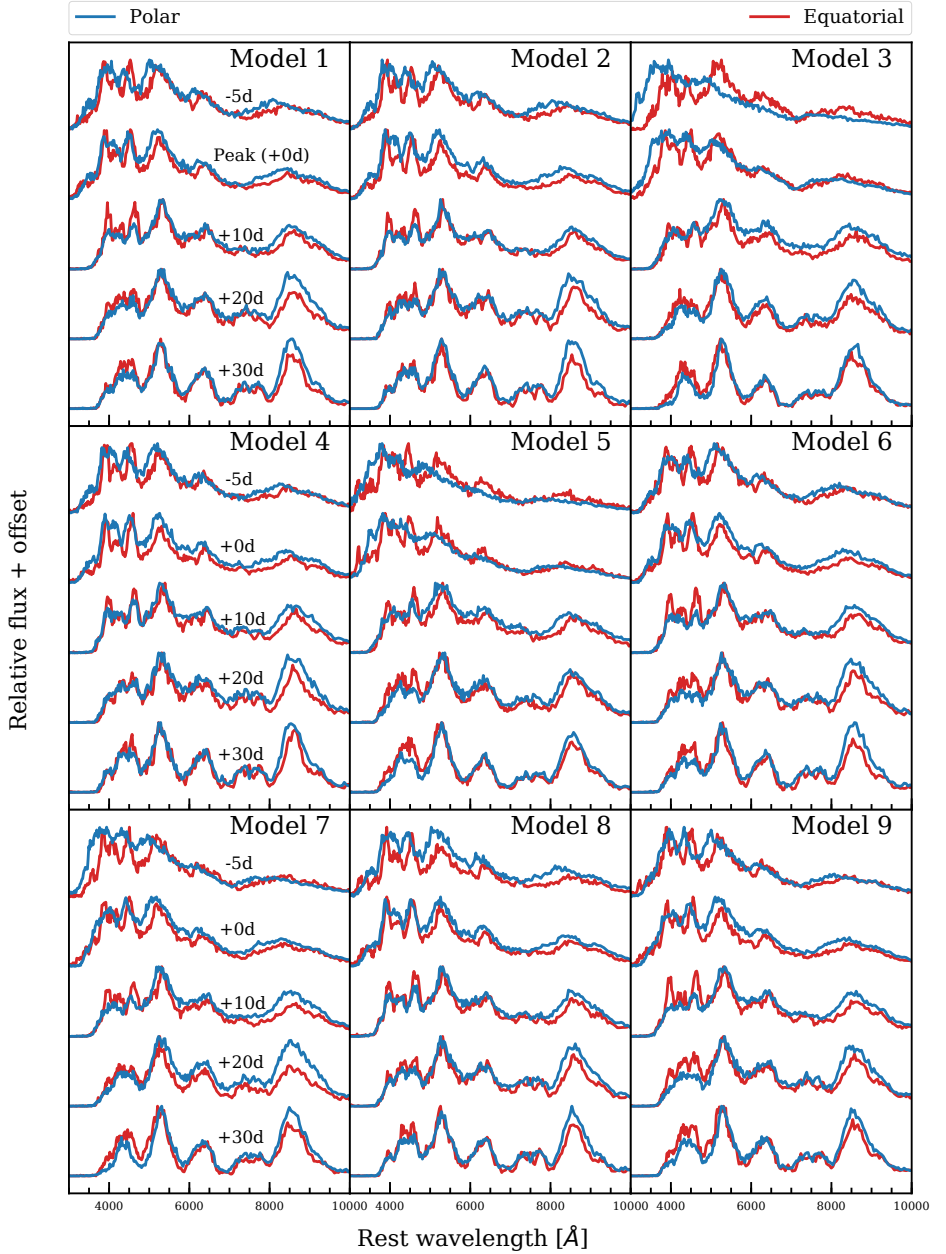 Polar Equatorial
Model 1 Model 2 Model 3
-5d
Peak (+0d)
+10d
+20d
+30d
Model 4 Model 5 Model 6
-5d
+0d
+10d
+20d
+30d
Model 7 Model 8 Model 9
-5d
+0d
+10d
+20d
+30d
4000 6000 8000 10000 4000 6000 8000 10000 4000 6000 8000 10000
Rest wavelength [Å]
Relative flux + offset